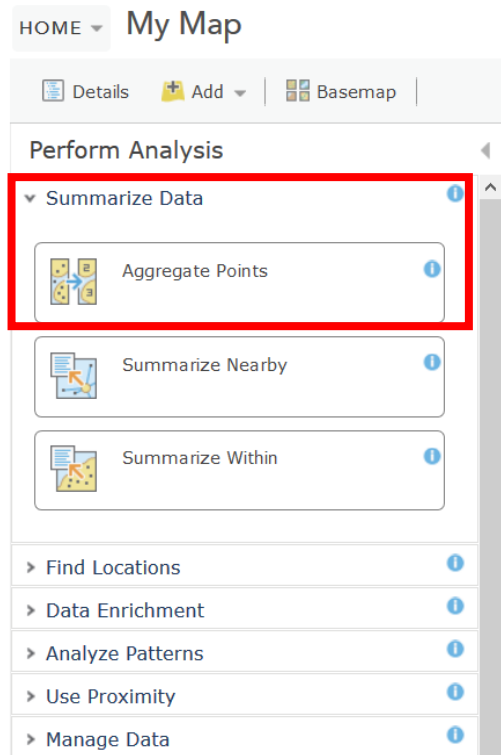 HOME My Map
Details Add Basemap
Perform Analysis
Summarize Data
Aggregate Points
Summarize Nearby
Summarize Within
Find Locations
Data Enrichment
Analyze Patterns
Use Proximity
Manage Data